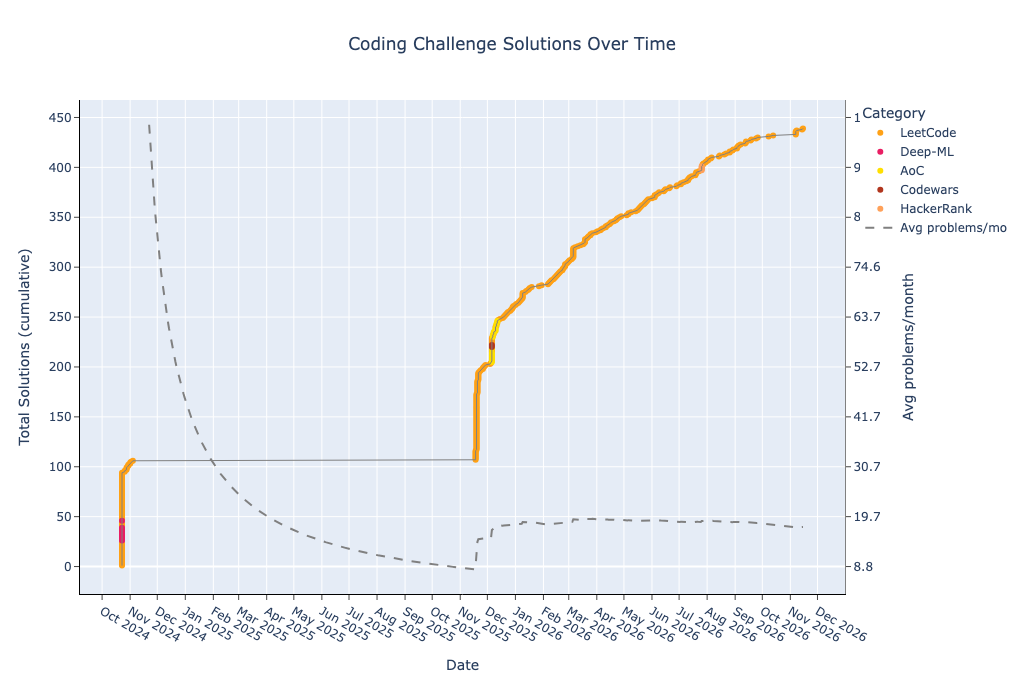 Coding Challenge Solutions Over Time
Total Solutions (cumulative)
450
400
350
300
250
200
150
100
50
0
Oct 2024
Nov 2024
Dec 2024
Jan 2025
Feb 2025
Mar 2025
Apr 2025
May 2025
Jun 2025
Jul 2025
Aug 2025
Sep 2025
Oct 2025
Nov 2025
Dec 2025
Jan 2026
Feb 2026
Mar 2026
Apr 2026
May 2026
Jun 2026
Jul 2026
Aug 2026
Sep 2026
Oct 2026
Nov 2026
Dec 2026
Date
1
9
8
74.6
63.7
52.7
41.7
30.7
19.7
8.8
Avg problems/month
Category
LeetCode
Deep-ML
AoC
Codewars
HackerRank
Avg problems/mo